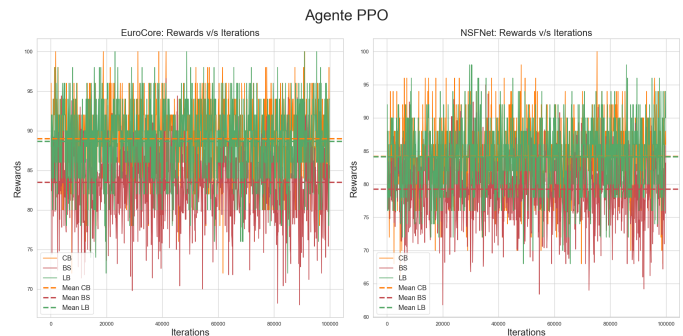 Agente PPO
EuroCore: Rewards v/s Iterations
Rewards
100
95
90
85
80
75
70
CB
BS
LB
Mean CB
Mean BS
Mean LB
0
20000
40000
60000
80000
100000
Iterations
NSFNet: Rewards v/s Iterations
Rewards
100
95
90
85
80
75
70
65
60
CB
BS
LB
Mean CB
Mean BS
Mean LB
0
20000
40000
60000
80000
100000
Iterations